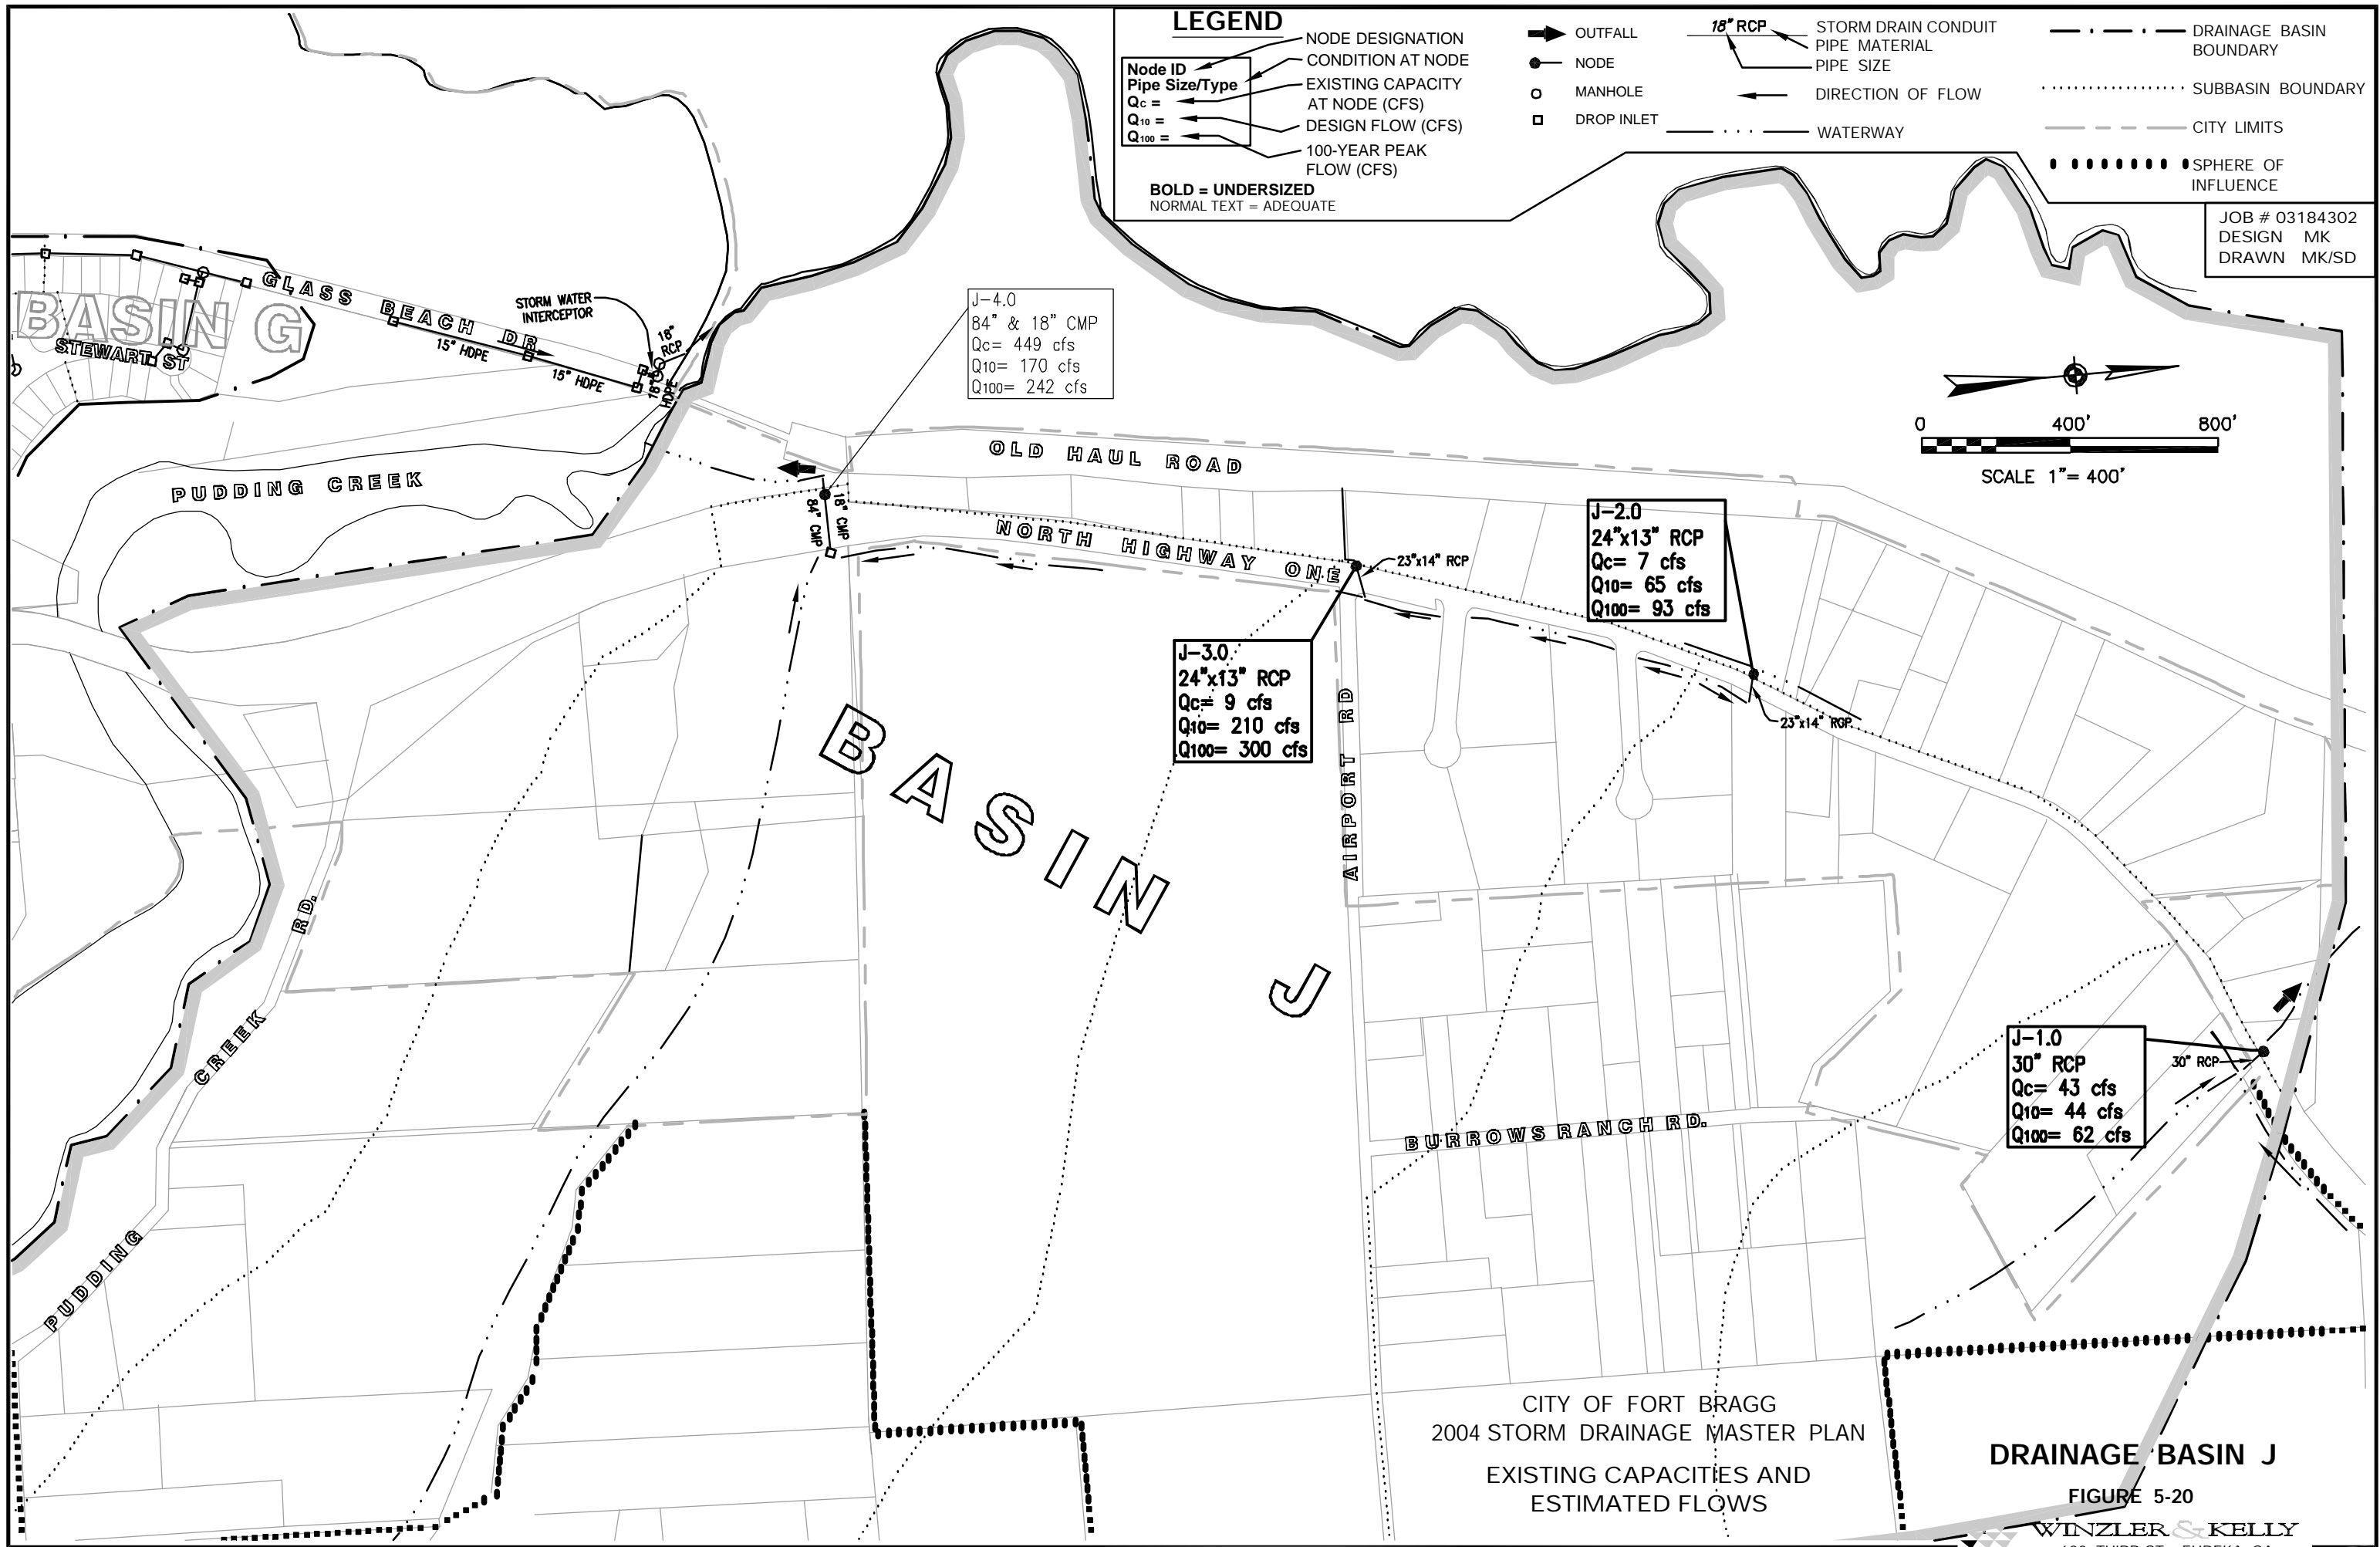 LEGEND
Node ID
Pipe Size/Type
Qc =
Q10 =
Q100 =
NODE DESIGNATION
CONDITION AT NODE
EXISTING CAPACITY
AT NODE (CFS)
DESIGN FLOW (CFS)
100-YEAR PEAK
FLOW (CFS)
BOLD = UNDERSIZED
NORMAL TEXT = ADEQUATE
OUTFALL
NODE
MANHOLE
DROP INLET
18" RCP
STORM DRAIN CONDUIT
PIPE MATERIAL
PIPE SIZE
DIRECTION OF FLOW
WATERWAY
DRAINAGE BASIN
BOUNDARY
SUBBASIN BOUNDARY
CITY LIMITS
SPHERE OF
INFLUENCE
JOB # 03184302
DESIGN MK
DRAWN MK/SD
BASIN G
GLASS BEACH DR
STEWART ST
STORM WATER
INTERCEPTOR
15" HDPE
15" HDPE
18"
RCP
18"
HDPE
PUDDING CREEK
J-4.0
84" & 18" CMP
Qc= 449 cfs
Q10= 170 cfs
Q100= 242 cfs
0 400' 800'
SCALE 1"= 400'
OLD HAUL ROAD
NORTH HIGHWAY ONE
84" CMP
18" CMP
23"x14" RCP
J-2.0
24"x13" RCP
Qc= 7 cfs
Q10= 65 cfs
Q100= 93 cfs
J-3.0
24"x13" RCP
Qc= 9 cfs
Q10= 210 cfs
Q100= 300 cfs
23"x14" RCP
AIRPORT RD
BASIN J
PUDDING CREEK RD.
BURROWS RANCH RD.
J-1.0
30" RCP
Qc= 43 cfs
Q10= 44 cfs
Q100= 62 cfs
30" RCP
CITY OF FORT BRAGG
2004 STORM DRAINAGE MASTER PLAN
EXISTING CAPACITIES AND
ESTIMATED FLOWS
DRAINAGE BASIN J
FIGURE 5-20
WINZLER & KELLY